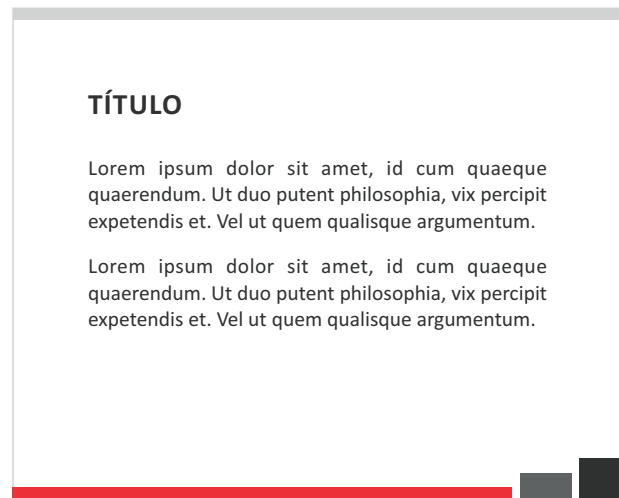 TÍTULO
Lorem ipsum dolor sit amet, id cum quaeque
quaerendum. Ut duo putent philosophia, vix percipit
expetendis et. Vel ut quem qualisque argumentum.
Lorem ipsum dolor sit amet, id cum quaeque
quaerendum. Ut duo putent philosophia, vix percipit
expetendis et. Vel ut quem qualisque argumentum.